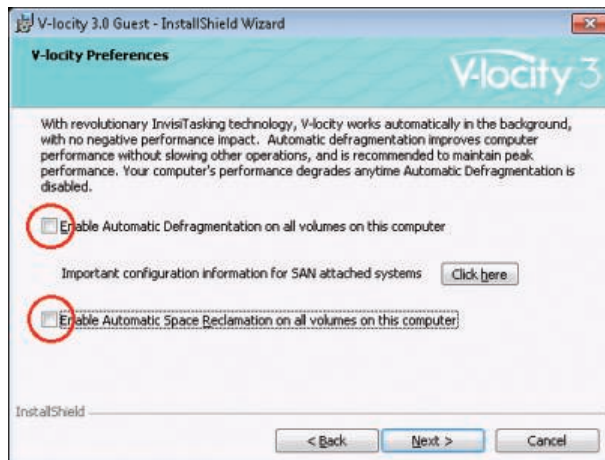 V-locity 3.0 Guest - InstallShield Wizard
V-locity Preferences
V-locity 3
With revolutionary InvisiTasking technology, V-locity works automatically in the background,
with no negative performance impact. Automatic defragmentation improves computer
performance without slowing other operations, and is recommended to maintain peak
performance. Your computer's performance degrades anytime Automatic Defragmentation is
disabled.
Enable Automatic Defragmentation on all volumes on this computer
Important configuration information for SAN attached systems Click here
Enable Automatic Space Reclamation on all volumes on this computer
InstallShield
< Back Next > Cancel